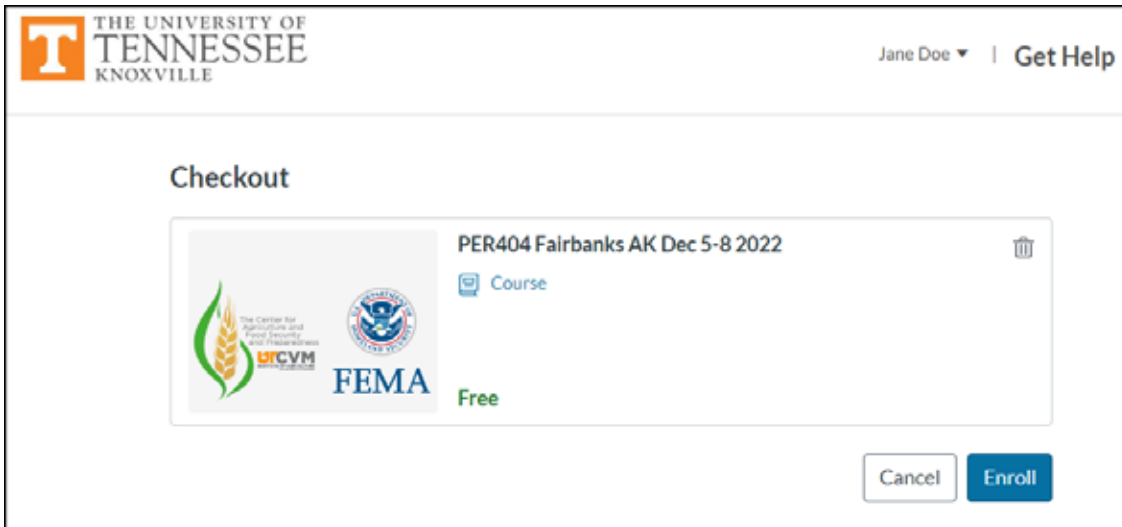 THE UNIVERSITY OF
TENNESSEE
KNOXVILLE
Jane Doe ▼ | Get Help
Checkout
PER404 Fairbanks AK Dec 5-8 2022
Course
The Center for
Agriculture and
Food Security
and Preparedness
UTCVM
FEMA
Free
Cancel
Enroll